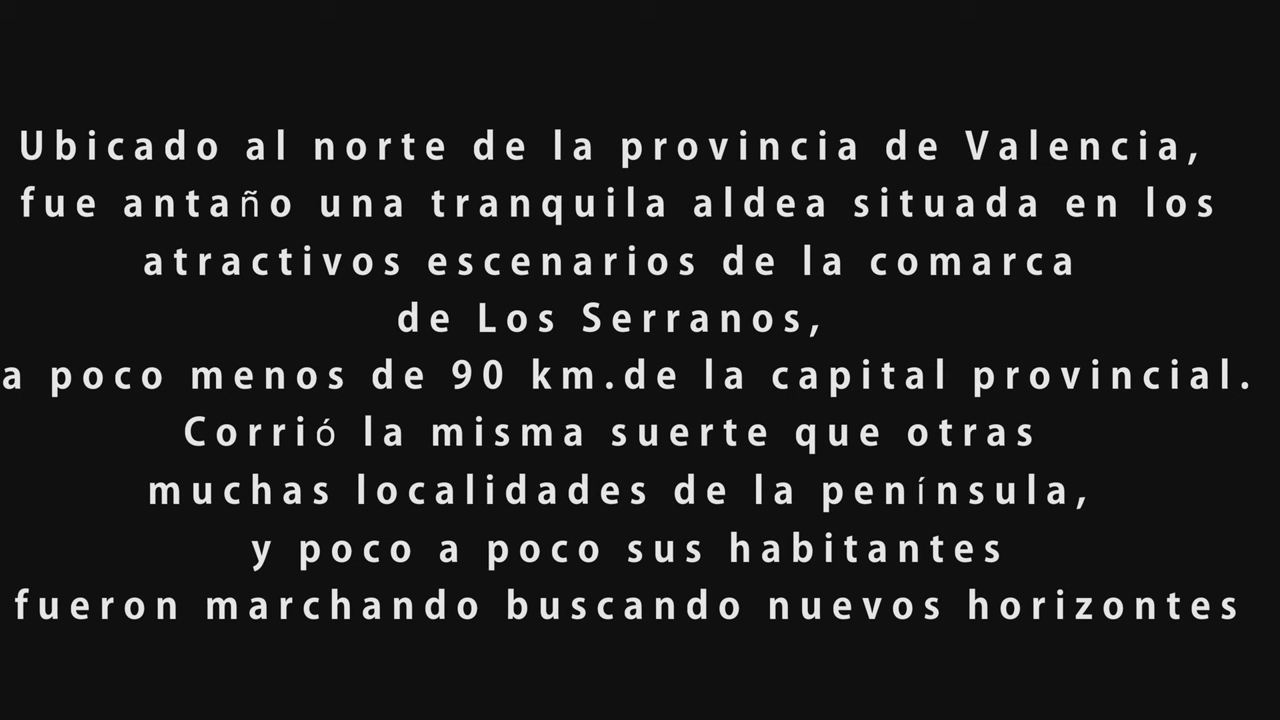 Ubicado al norte de la provincia de Valencia,
fue antaño una tranquila aldea situada en los
atractivos escenarios de la comarca
de Los Serranos,
a poco menos de 90 km.de la capital provincial.
Corrió la misma suerte que otras
muchas localidades de la península,
y poco a poco sus habitantes
fueron marchando buscando nuevos horizontes